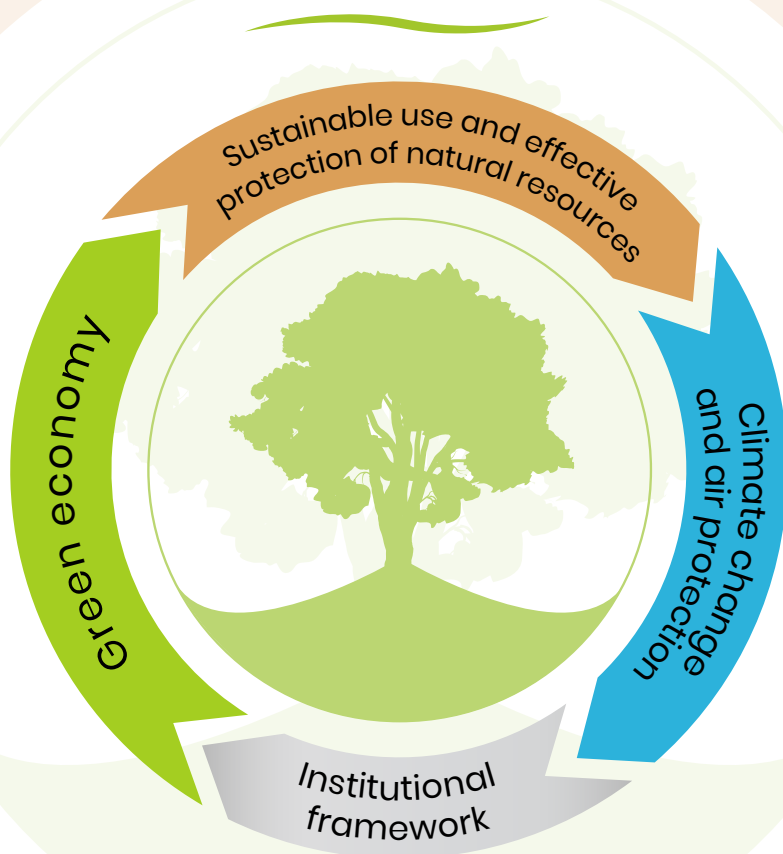 Sustainable use and effective
protection of natural resources
Climate change
and air protection
Institutional
framework
Green economy